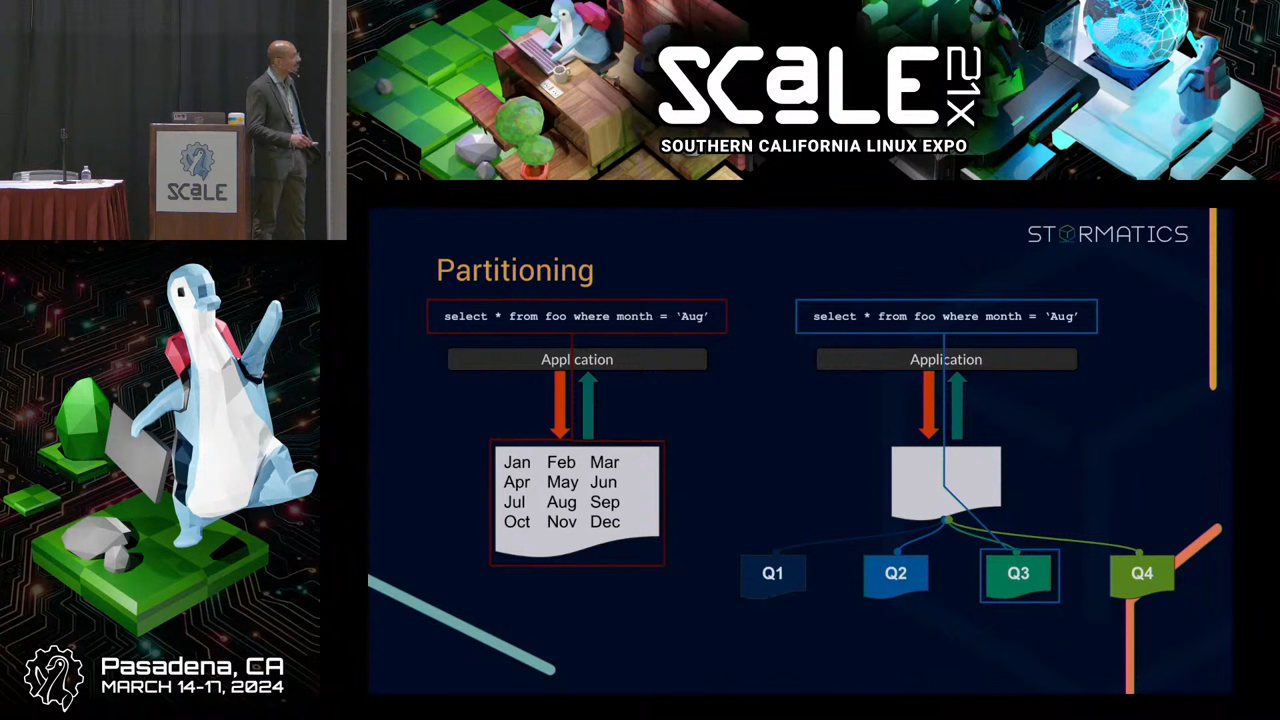 SCaLE 21X
SOUTHERN CALIFORNIA LINUX EXPO
SCaLE
STORMATICS
Partitioning
select * from foo where month = ‘Aug’
Application
Jan Feb Mar
Apr May Jun
Jul Aug Sep
Oct Nov Dec
select * from foo where month = ‘Aug’
Application
Q1
Q2
Q3
Q4
Pasadena, CA
MARCH 14-17, 2024